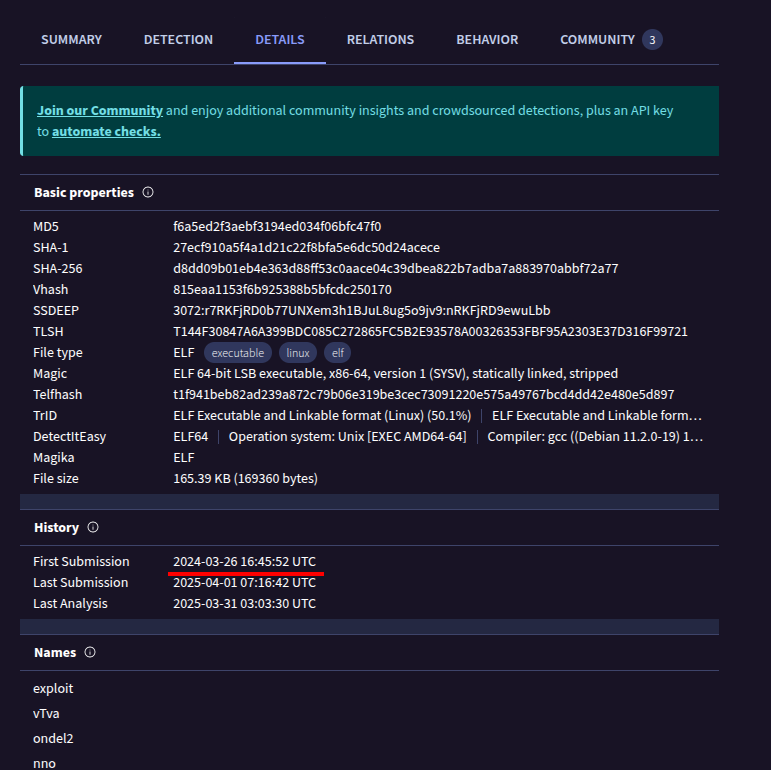 SUMMARY DETECTION DETAILS RELATIONS BEHAVIOR COMMUNITY 3
Join our Community and enjoy additional community insights and crowdsourced detections, plus an API key
to automate checks.
Basic properties
MD5 f6a5ed2f3aebf3194ed034f06bfc47f0
SHA-1 27ecf910a5f4a1d21c22f8bfa5e6dc50d24acece
SHA-256 d8dd09b01eb4e363d88ff53c0aace04c39dbea822b7adba7a883970abbf72a77
Vhash 815eaa1153f6b925388b5bfcdc250170
SSDEEP 3072:r7RKFjRD0b77UNXem3h1BJuL8ug5o9jv9:nRKFjRD9ewuLbb
TLSH T144F30847A6A399BDC085C272865FC5B2E93578A00326353FBF95A2303E37D316F99721
File type ELF executable linux elf
Magic ELF 64-bit LSB executable, x86-64, version 1 (SYSV), statically linked, stripped
Telfhash t1f941beb82ad239a872c79b06e319be3cec73091220e575a49767bcd4dd42e480e5d897
TrID ELF Executable and Linkable format (Linux) (50.1%) ELF Executable and Linkable form…
DetectItEasy ELF64 Operation system: Unix [EXEC AMD64-64] Compiler: gcc ((Debian 11.2.0-19) 1…
Magika ELF
File size 165.39 KB (169360 bytes)
History
First Submission 2024-03-26 16:45:52 UTC
Last Submission 2025-04-01 07:16:42 UTC
Last Analysis 2025-03-31 03:03:30 UTC
Names
exploit
vTva
ondel2
nno